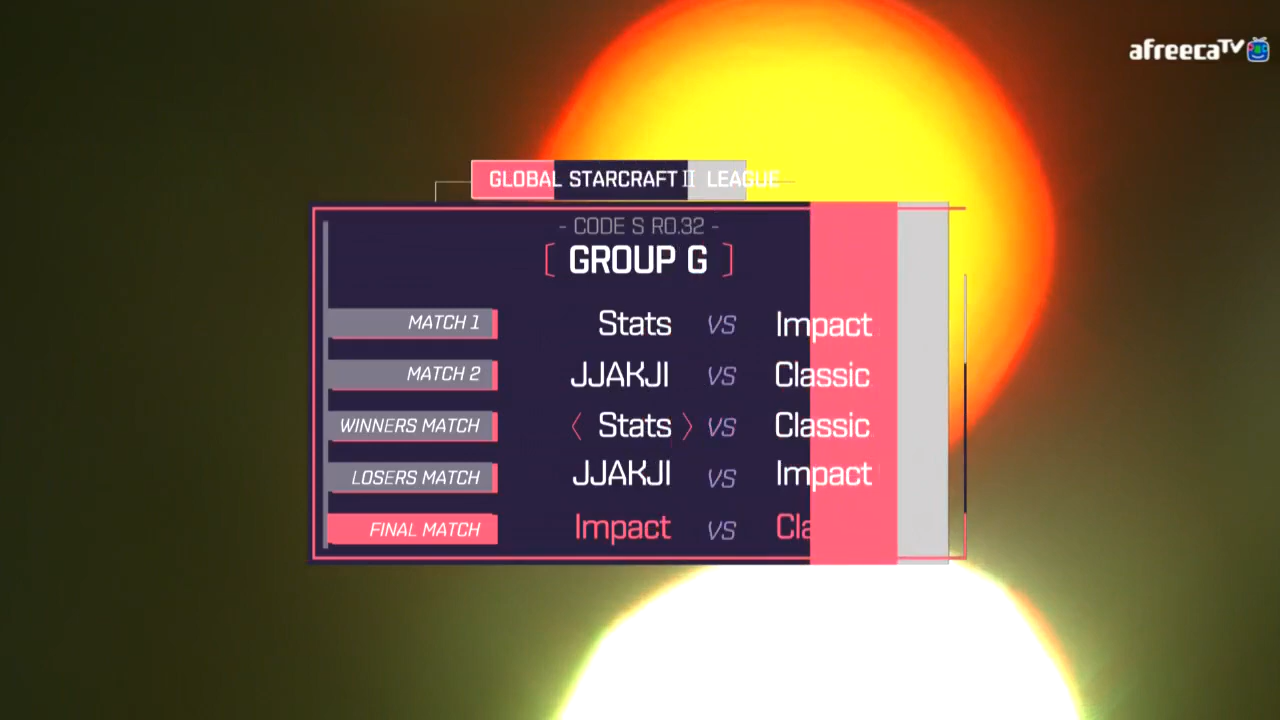 afreecaTV
GLOBAL STARCRAFT II LEAGUE
- CODE S RO.32 -
[ GROUP G ]
MATCH 1 Stats VS Impact
MATCH 2 JJAKJI VS Classic
WINNERS MATCH 〈 Stats 〉 VS Classic
LOSERS MATCH JJAKJI VS Impact
FINAL MATCH Impact VS Cla